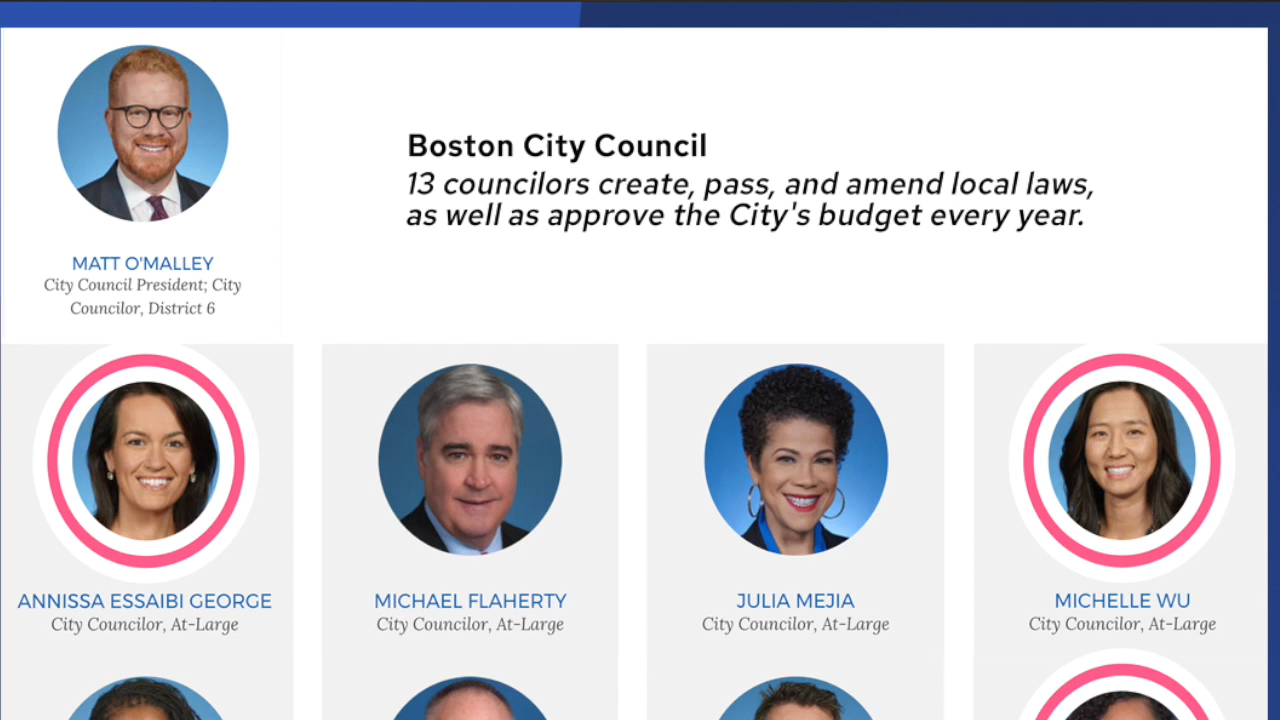 Boston City Council
13 councilors create, pass, and amend local laws,
as well as approve the City's budget every year.
MATT O'MALLEY
City Council President; City
Councilor, District 6
ANNISSA ESSAIBI GEORGE
City Councilor, At-Large
MICHAEL FLAHERTY
City Councilor, At-Large
JULIA MEJIA
City Councilor, At-Large
MICHELLE WU
City Councilor, At-Large